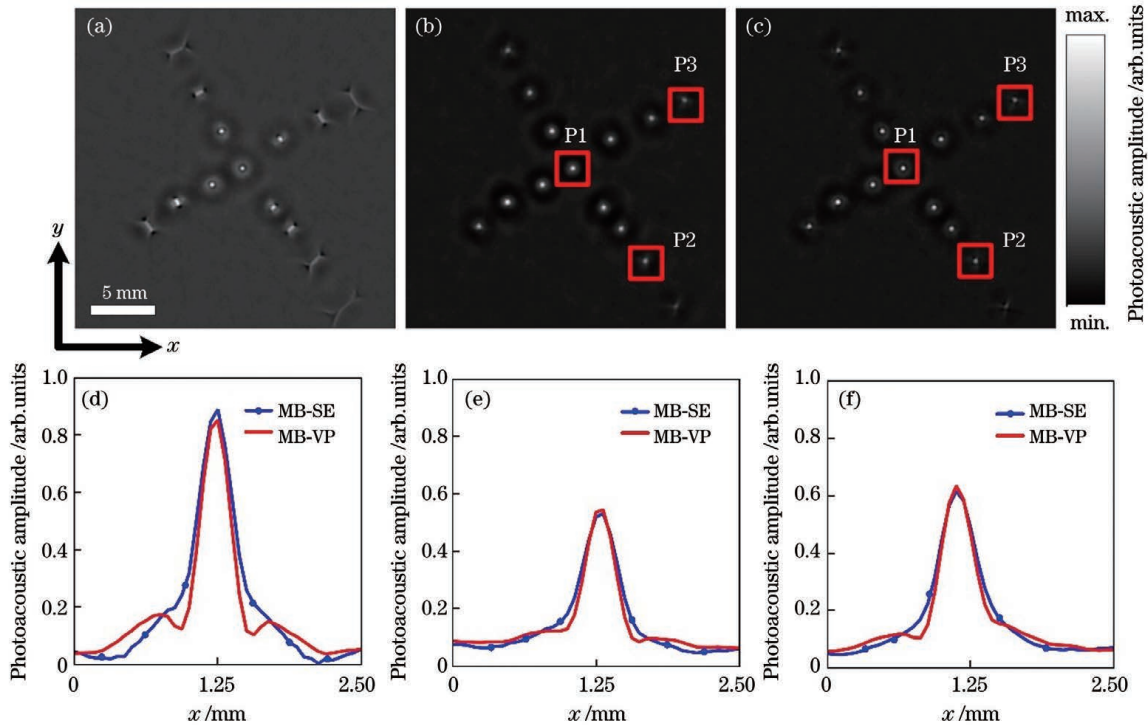 (a)
(b)
P3
P1
P2
(c)
P3
P1
P2
max.
min.
Photoacoustic amplitude /arb.units
y
5 mm
x
Photoacoustic amplitude /arb.units
1.0
0.8
0.6
0.4
0.2
0
(d)
MB-SE
MB-VP
0
1.25
2.50
x /mm
Photoacoustic amplitude /arb.units
1.0
0.8
0.6
0.4
0.2
0
(e)
MB-SE
MB-VP
0
1.25
2.50
x /mm
Photoacoustic amplitude /arb.units
1.0
0.8
0.6
0.4
0.2
0
(f)
MB-SE
MB-VP
0
1.25
2.50
x /mm